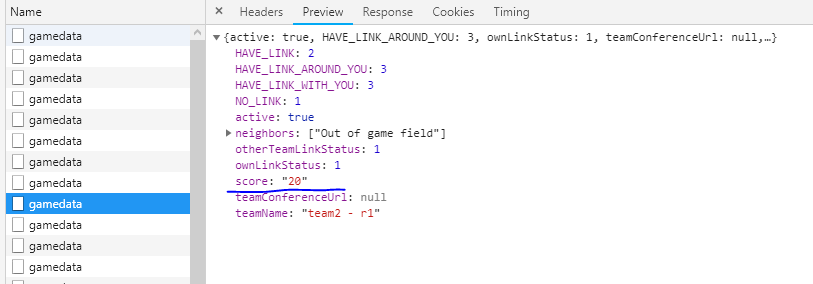 Name
gamedata
gamedata
gamedata
gamedata
gamedata
gamedata
gamedata
gamedata
gamedata
gamedata
gamedata
gamedata
× Headers Preview Response Cookies Timing
▼{active: true, HAVE_LINK_AROUND_YOU: 3, ownLinkStatus: 1, teamConferenceUrl: null,…}
HAVE_LINK: 2
HAVE_LINK_AROUND_YOU: 3
HAVE_LINK_WITH_YOU: 3
NO_LINK: 1
active: true
▶neighbors: ["Out of game field"]
otherTeamLinkStatus: 1
ownLinkStatus: 1
score: "20"
teamConferenceUrl: null
teamName: "team2 - r1"